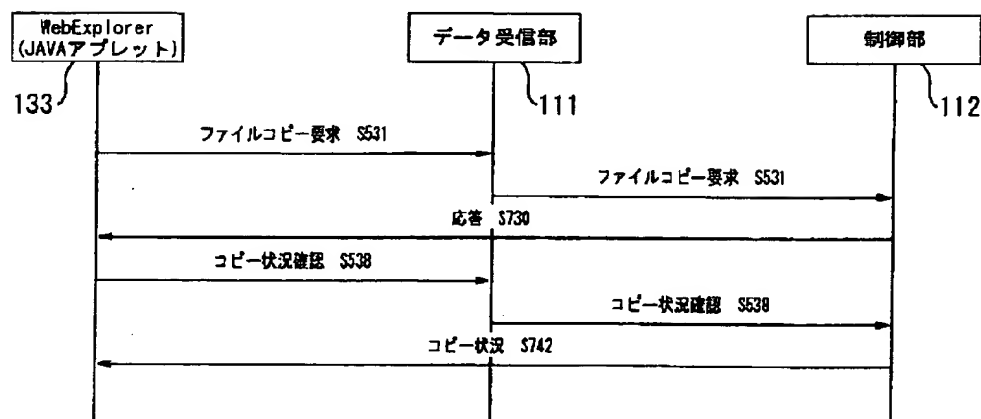 WebExplorer
(JAVAアプレット)
データ受信部
制御部
133
111
112
ファイルコピー要求 S531
ファイルコピー要求 S531
応答 S730
コピー状況確認 S538
コピー状況確認 S538
コピー状況 S742